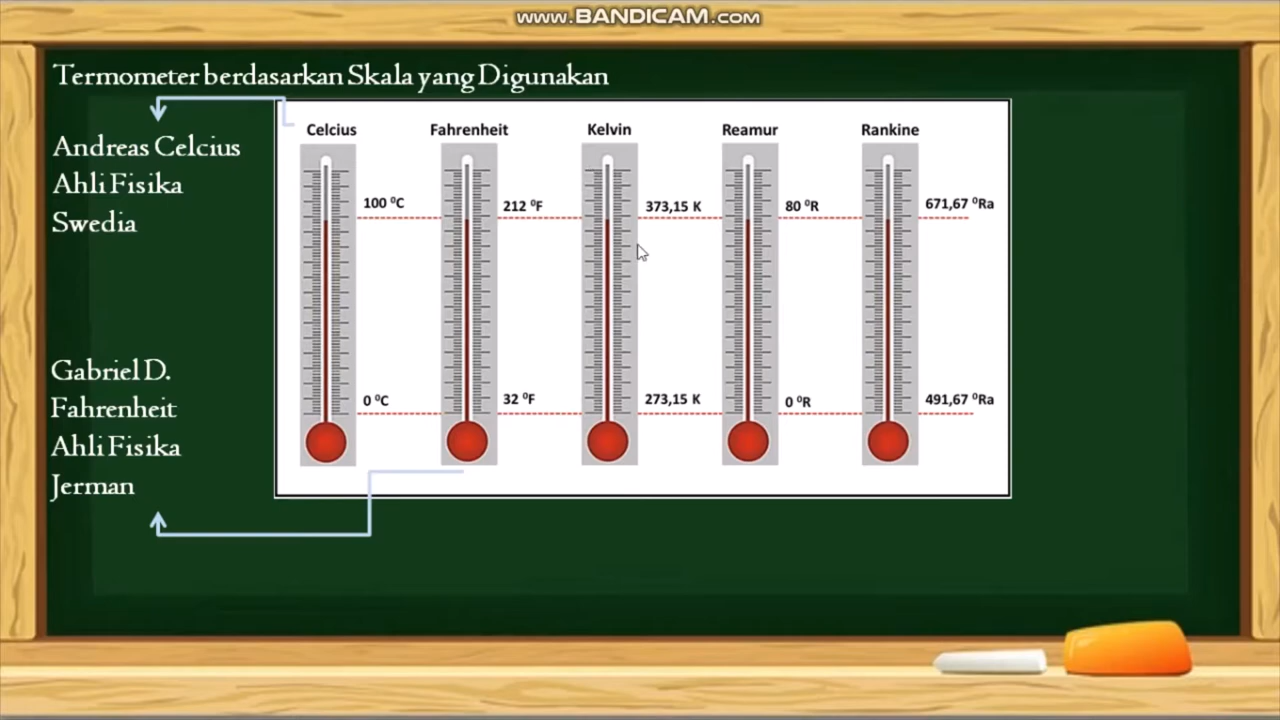 www.BANDICAM.com
Termometer berdasarkan Skala yang Digunakan
Andreas Celcius
Ahli Fisika
Swedia
Gabriel D.
Fahrenheit
Ahli Fisika
Jerman
Celcius Fahrenheit Kelvin Reamur Rankine
100 ⁰C 212 ⁰F 373,15 K 80 ⁰R 671,67 ⁰Ra
0 ⁰C 32 ⁰F 273,15 K 0 ⁰R 491,67 ⁰Ra